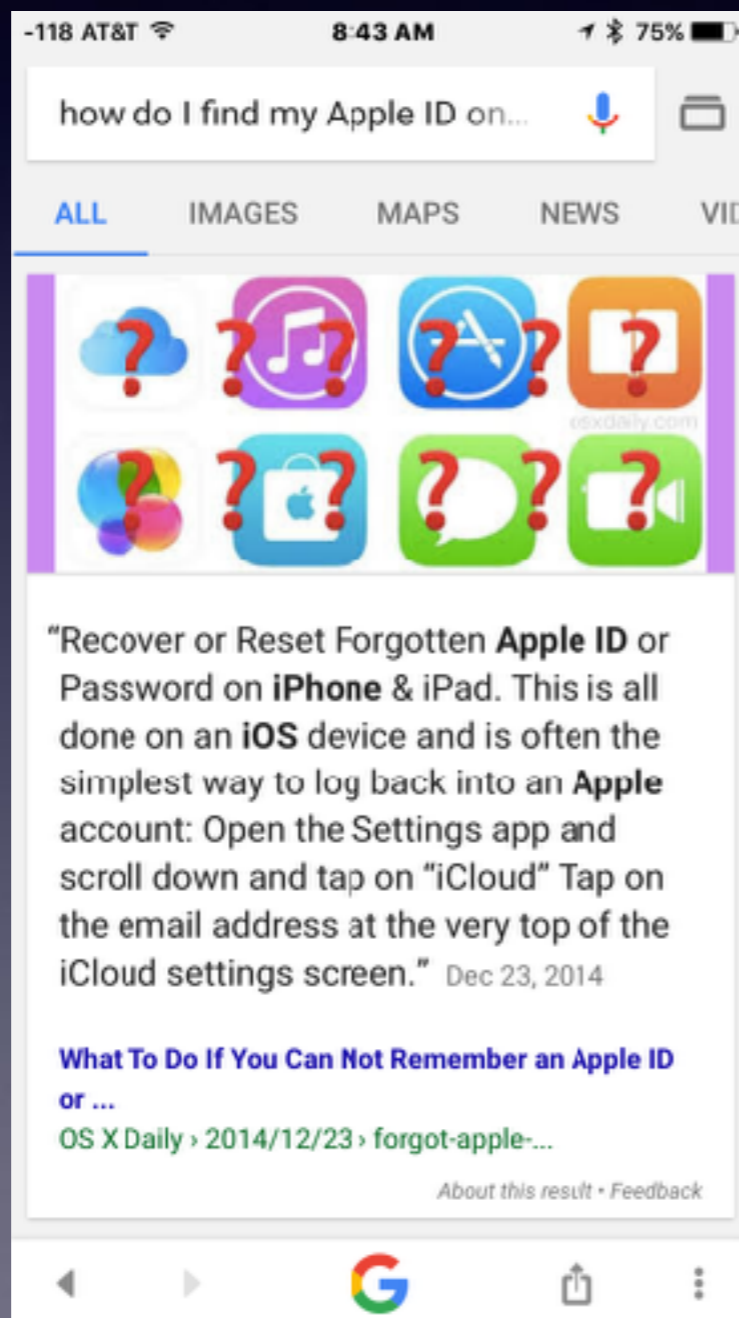 -118 AT&T 8:43 AM 75%
how do I find my Apple ID on...
ALL IMAGES MAPS NEWS VID
? ? ? ? ? ?
osxdaily.com
? ? ? ? ? ?
“Recover or Reset Forgotten Apple ID or
Password on iPhone & iPad. This is all
done on an iOS device and is often the
simplest way to log back into an Apple
account: Open the Settings app and
scroll down and tap on “iCloud” Tap on
the email address at the very top of the
iCloud settings screen.” Dec 23, 2014
What To Do If You Can Not Remember an Apple ID
or ...
OS X Daily › 2014/12/23 › forgot-apple-...
About this result • Feedback
G